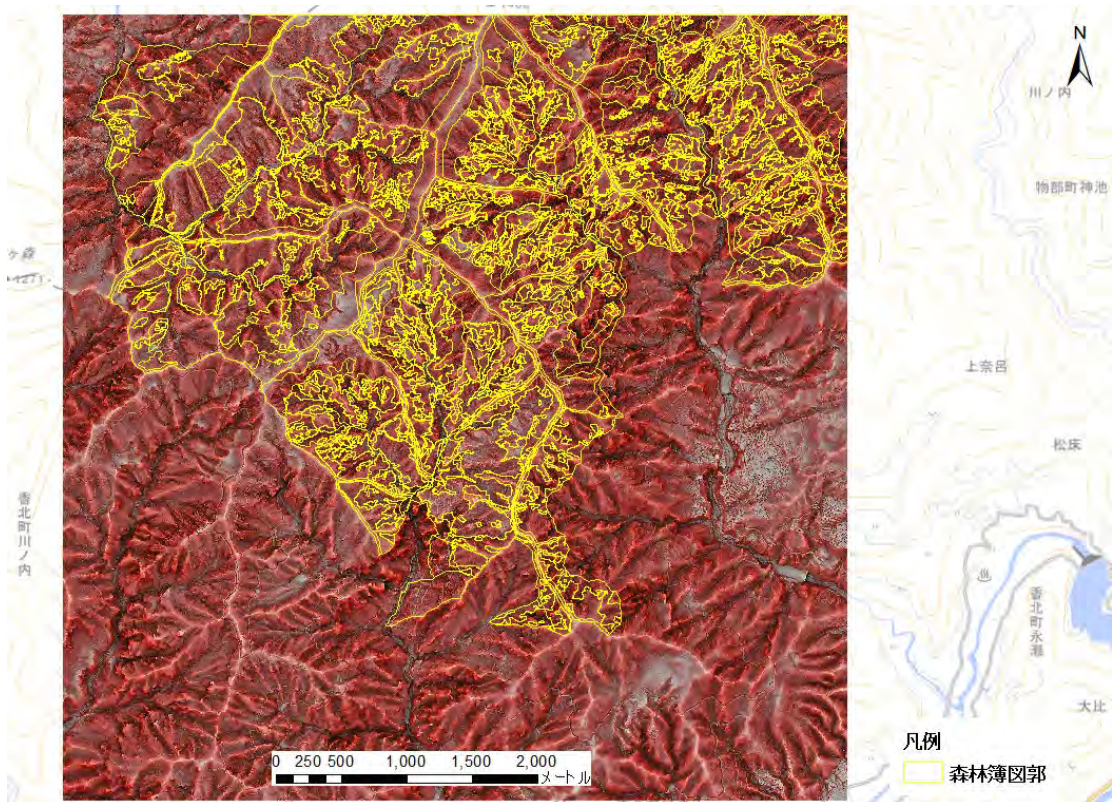 N
川ノ内
物部町神池
ヶ森
・1271・
上奈呂
松床
香北町川ノ内
香北町永瀬
大比
0 250 500 1,000 1,500 2,000
メートル
凡例
森林簿図郭